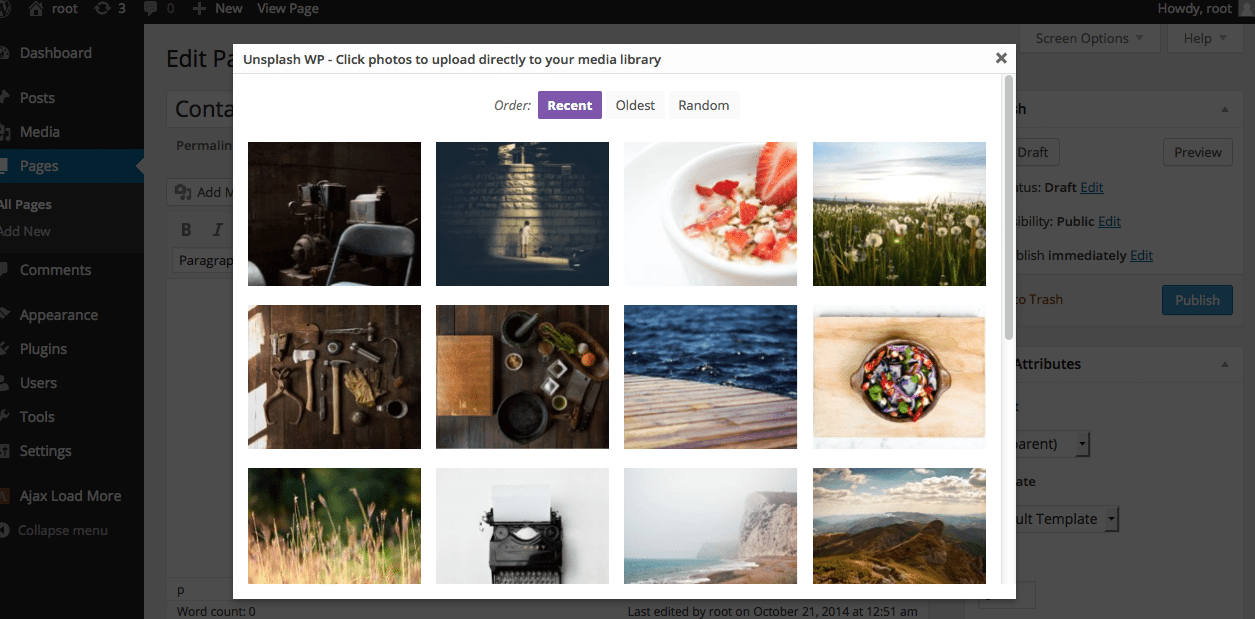 root 3 0 New View Page Howdy, root
Dashboard
Posts
Media
Pages
All Pages
Add New
Comments
Appearance
Plugins
Users
Tools
Settings
Ajax Load More
Collapse menu
Screen Options Help
Edit Pa
Conta
Permalin
Add M
B I
Paragrap
p
Word count: 0 Last edited by root on October 21, 2014 at 12:51 am
Unsplash WP - Click photos to upload directly to your media library
Order: Recent Oldest Random
sh
Draft Preview
atus: Draft Edit
sibility: Public Edit
blish immediately Edit
to Trash Publish
Attributes
t
parent)
ate
ult Template